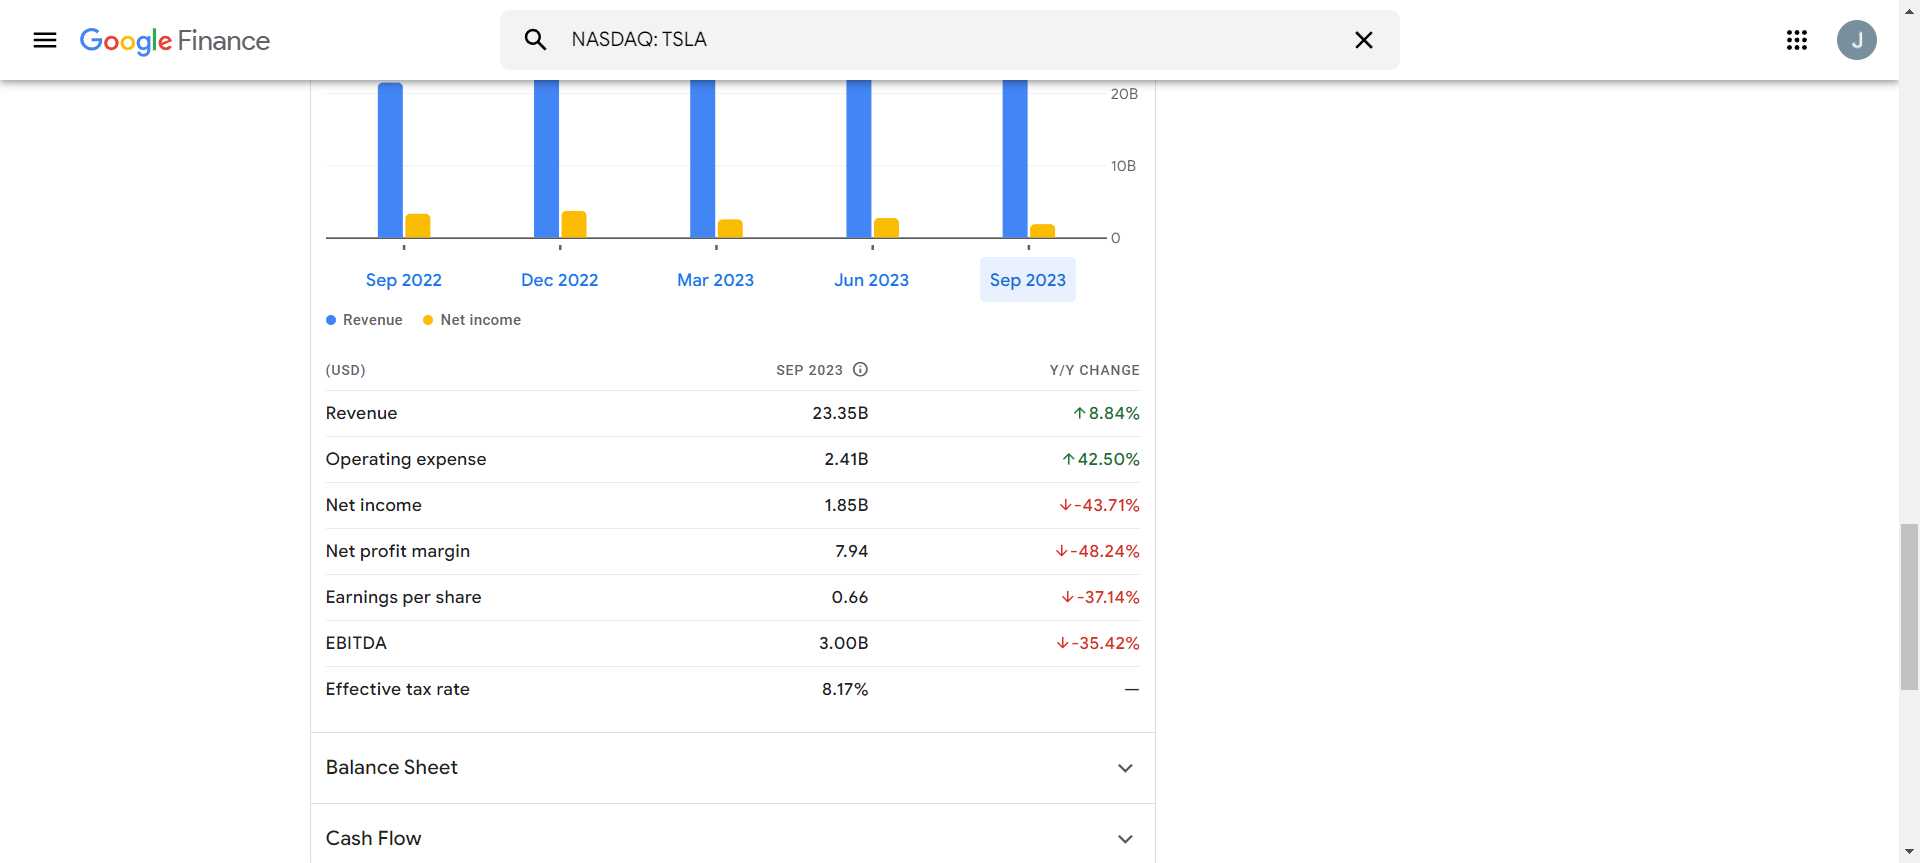 Google Finance
NASDAQ: TSLA
J
20B
10B
0
Sep 2022 Dec 2022 Mar 2023 Jun 2023 Sep 2023
Revenue Net income
(USD) SEP 2023 Y/Y CHANGE
Revenue 23.35B ↑8.84%
Operating expense 2.41B ↑42.50%
Net income 1.85B ↓-43.71%
Net profit margin 7.94 ↓-48.24%
Earnings per share 0.66 ↓-37.14%
EBITDA 3.00B ↓-35.42%
Effective tax rate 8.17% —
Balance Sheet
Cash Flow